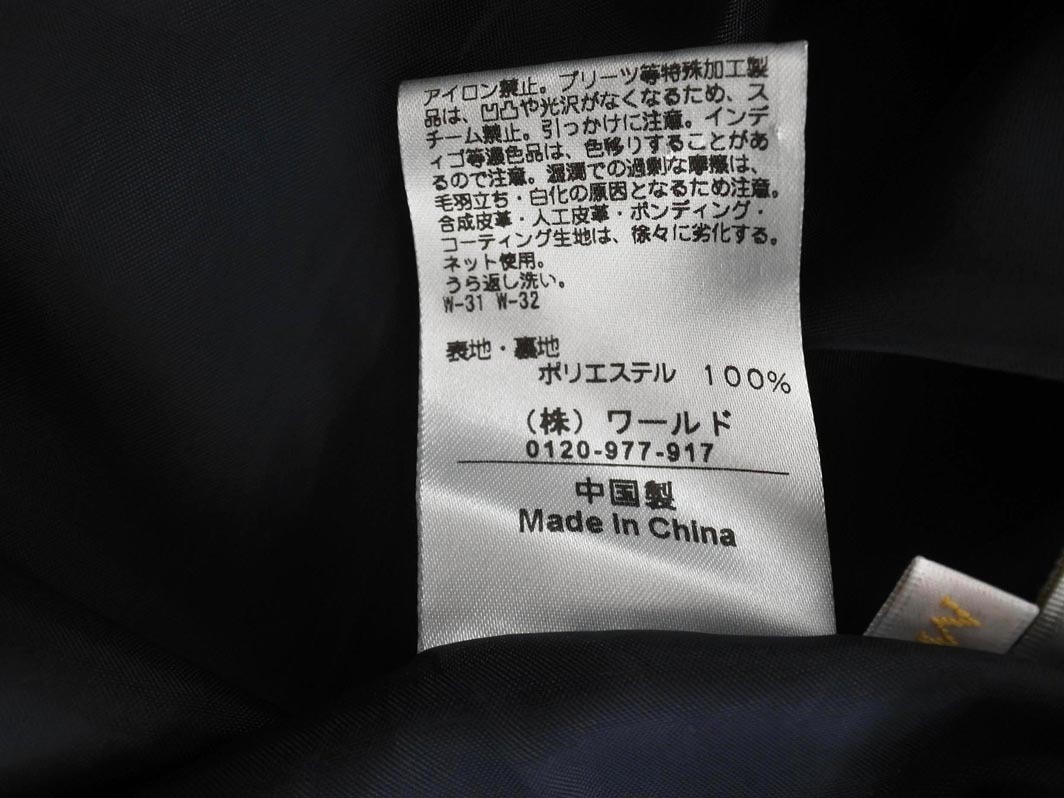 アイロン禁止。プリーツ等特殊加工製
品は、凹凸や光沢がなくなるため、ス
チーム禁止。引っかけに注意。インデ
ィゴ等濃色品は、色移りすることがあ
るので注意。湿潤での過剰な摩擦は、
毛羽立ち・白化の原因となるため注意。
合成皮革・人工皮革・ボンディング・
コーティング生地は、徐々に劣化する。
ネット使用。
うら返し洗い。
W-31 W-32
表地・裏地
ポリエステル 100%
(株) ワールド
0120-977-917
中国製
Made In China
M